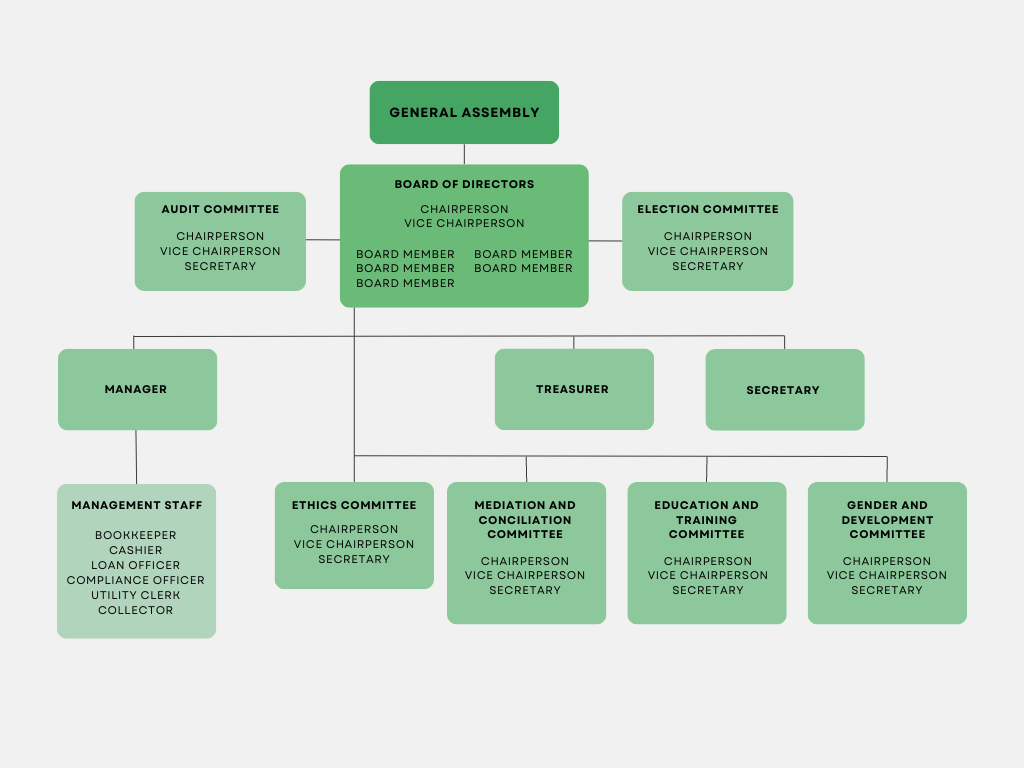 GENERAL ASSEMBLY
BOARD OF DIRECTORS
CHAIRPERSON
VICE CHAIRPERSON
BOARD MEMBER BOARD MEMBER
BOARD MEMBER BOARD MEMBER
BOARD MEMBER
AUDIT COMMITTEE
CHAIRPERSON
VICE CHAIRPERSON
SECRETARY
ELECTION COMMITTEE
CHAIRPERSON
VICE CHAIRPERSON
SECRETARY
MANAGER
TREASURER
SECRETARY
MANAGEMENT STAFF
BOOKKEEPER
CASHIER
LOAN OFFICER
COMPLIANCE OFFICER
UTILITY CLERK
COLLECTOR
ETHICS COMMITTEE
CHAIRPERSON
VICE CHAIRPERSON
SECRETARY
MEDIATION AND
CONCILIATION
COMMITTEE
CHAIRPERSON
VICE CHAIRPERSON
SECRETARY
EDUCATION AND
TRAINING
COMMITTEE
CHAIRPERSON
VICE CHAIRPERSON
SECRETARY
GENDER AND
DEVELOPMENT
COMMITTEE
CHAIRPERSON
VICE CHAIRPERSON
SECRETARY